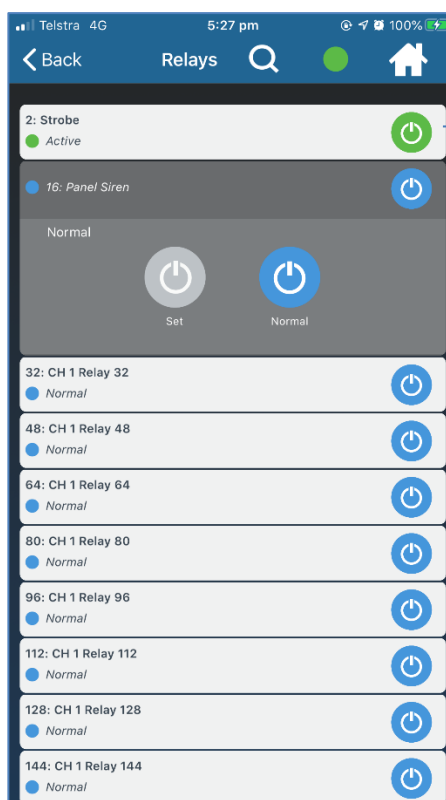 Telstra 4G 5:27 pm 100%
Back Relays
2: Strobe
Active
16: Panel Siren
Normal
Set Normal
32: CH 1 Relay 32
Normal
48: CH 1 Relay 48
Normal
64: CH 1 Relay 64
Normal
80: CH 1 Relay 80
Normal
96: CH 1 Relay 96
Normal
112: CH 1 Relay 112
Normal
128: CH 1 Relay 128
Normal
144: CH 1 Relay 144
Normal